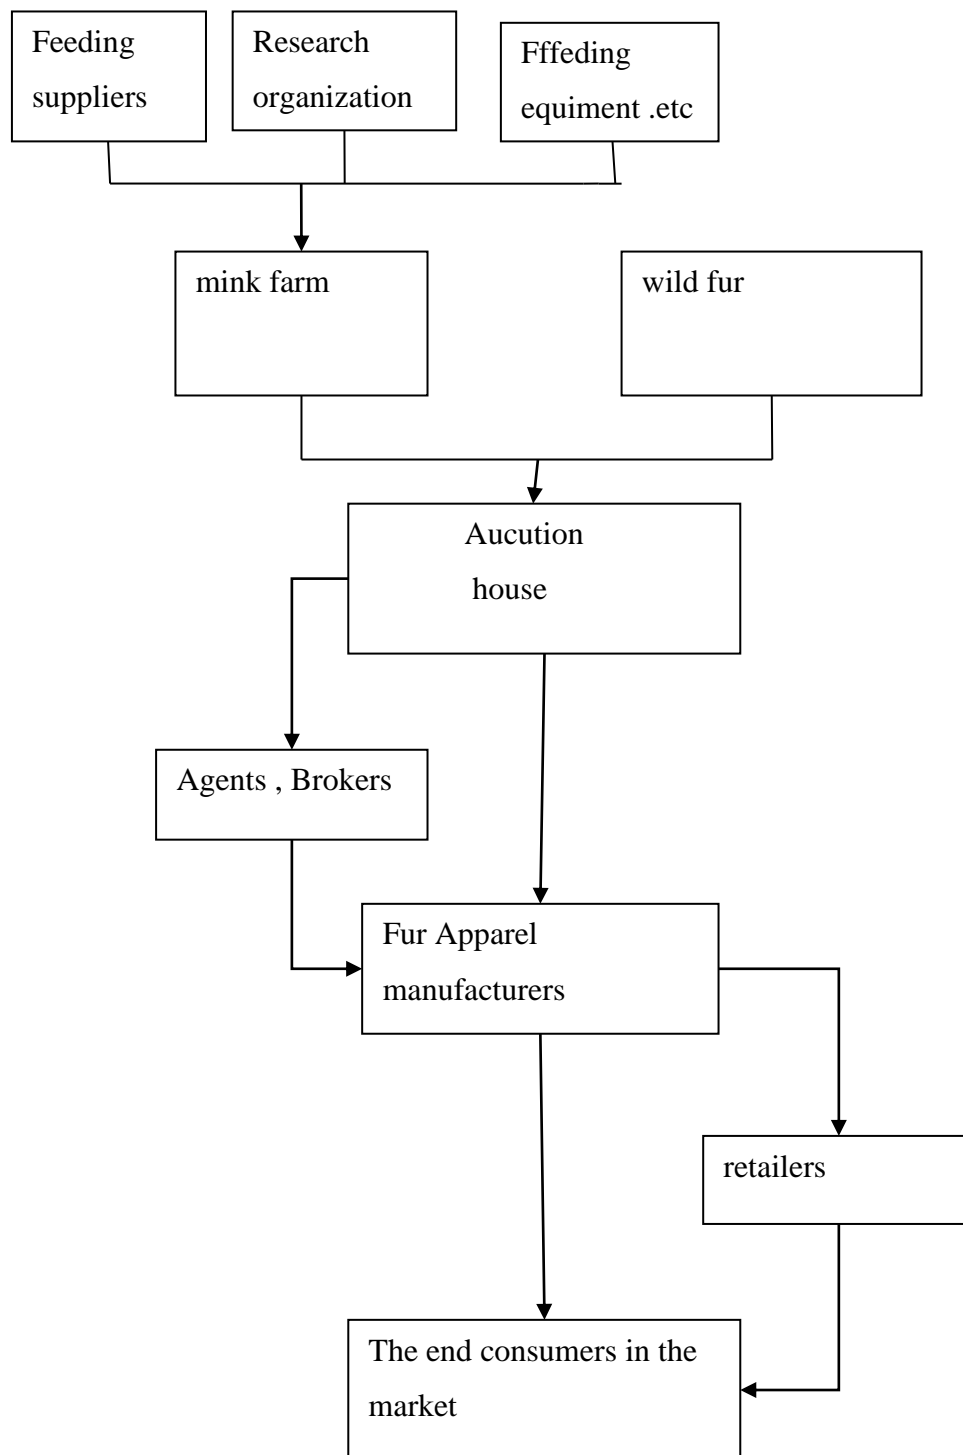 Feeding
suppliers
Research
organization
Fffeding
equiment .etc
mink farm
wild fur
Aucution
house
Agents , Brokers
Fur Apparel
manufacturers
retailers
The end consumers in the
market